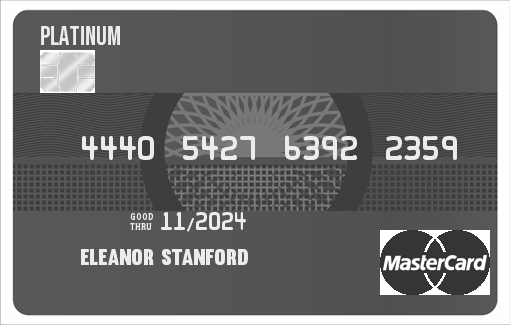 PLATINUM
4440 5427 6392 2359
GOOD THRU 11/2024
ELEANOR STANFORD
MasterCard